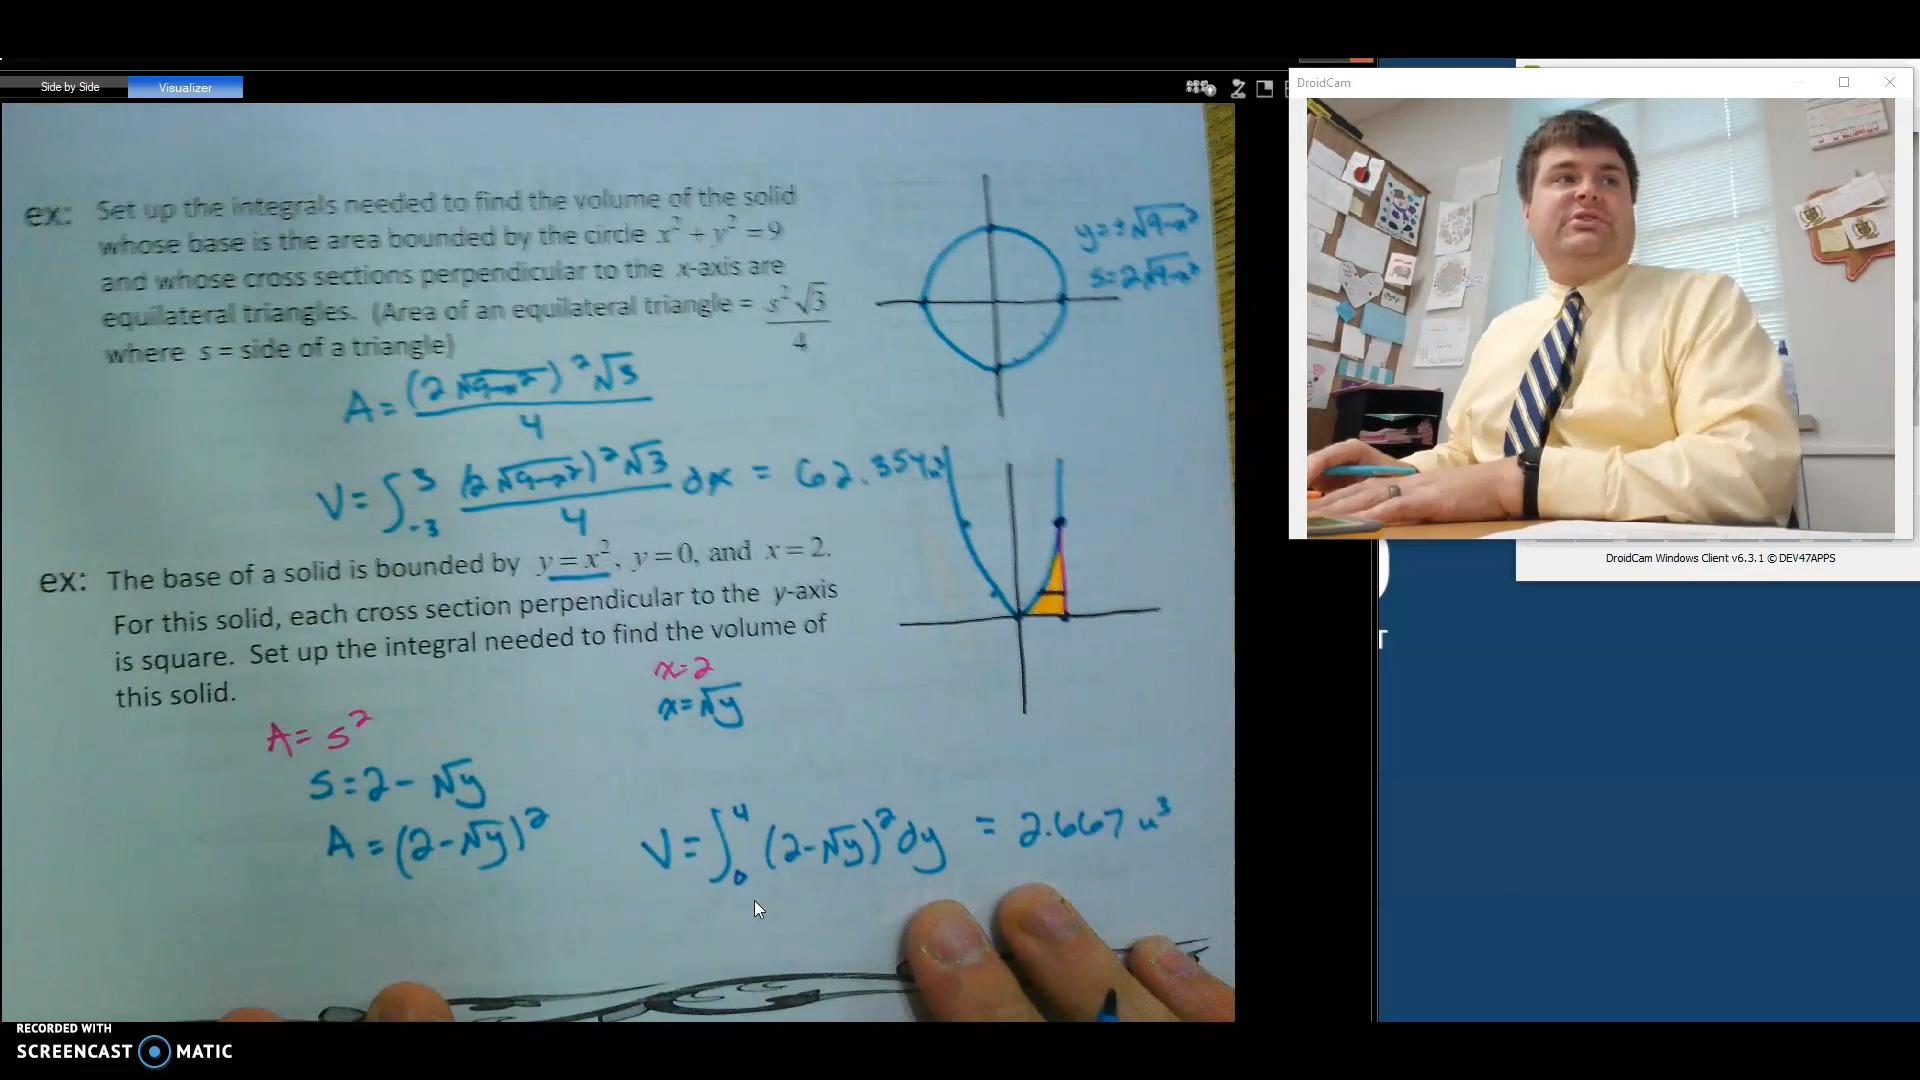 Side by Side
Visualizer
DroidCam
ex: Set up the integrals needed to find the volume of the solid
whose base is the area bounded by the circle x² + y² = 9
and whose cross sections perpendicular to the x-axis are
equilateral triangles. (Area of an equilateral triangle = s²√3 / 4
where s = side of a triangle)
y = ±√9-x²
s = 2√9-x²
A = (2√9-x²)²√3 / 4
V = ∫₋₃³ (2√9-x²)²√3 / 4 dx = 62.354u³
ex: The base of a solid is bounded by y = x², y = 0, and x = 2.
For this solid, each cross section perpendicular to the y-axis
is square. Set up the integral needed to find the volume of
this solid.
x = 2
x = √y
A = s²
s = 2 - √y
A = (2-√y)²
V = ∫₀⁴ (2-√y)² dy = 2.667 u³
DroidCam Windows Client v6.3.1 © DEV47APPS
RECORDED WITH
SCREENCAST MATIC